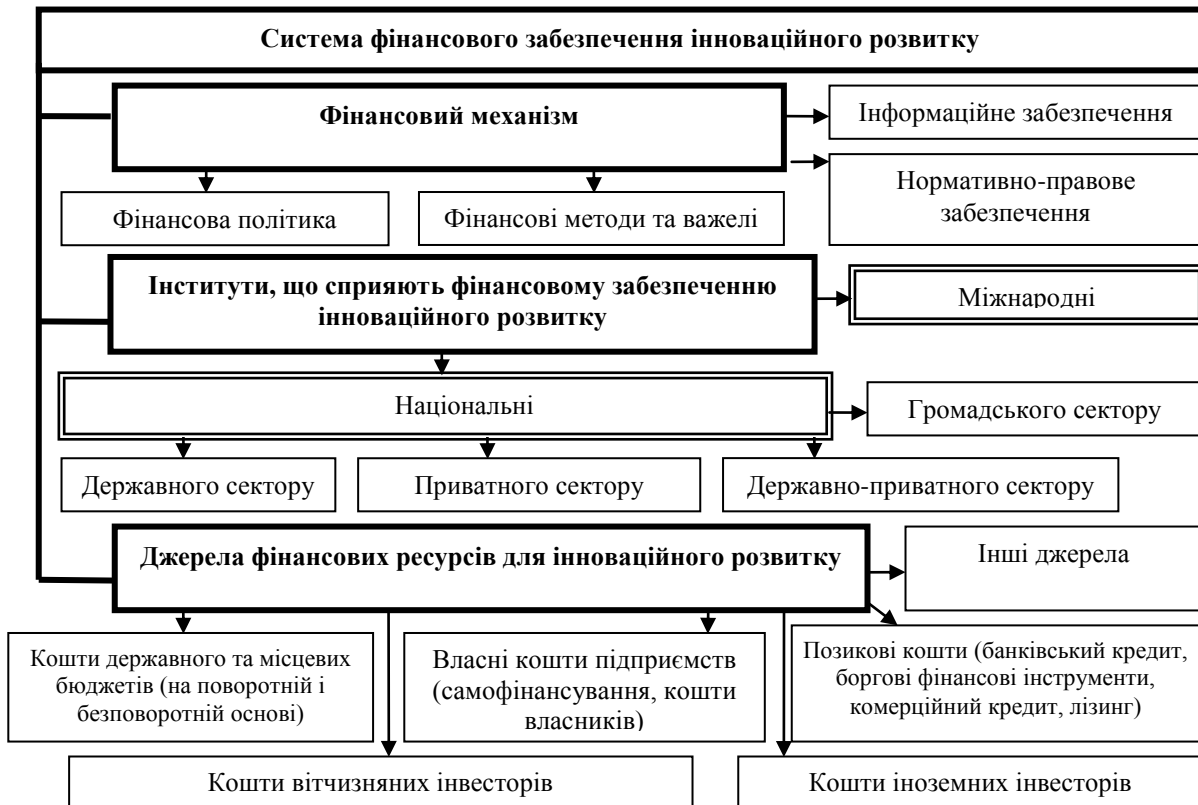 Система фінансового забезпечення інноваційного розвитку
Фінансовий механізм
Інформаційне забезпечення
Нормативно-правове
забезпечення
Фінансова політика
Фінансові методи та важелі
Інститути, що сприяють фінансовому забезпеченню
інноваційного розвитку
Міжнародні
Національні
Громадського сектору
Державного сектору
Приватного сектору
Державно-приватного сектору
Джерела фінансових ресурсів для інноваційного розвитку
Інші джерела
Кошти державного та місцевих
бюджетів (на поворотній і
безповоротній основі)
Власні кошти підприємств
(самофінансування, кошти
власників)
Позикові кошти (банківський кредит,
боргові фінансові інструменти,
комерційний кредит, лізинг)
Кошти вітчизняних інвесторів
Кошти іноземних інвесторів